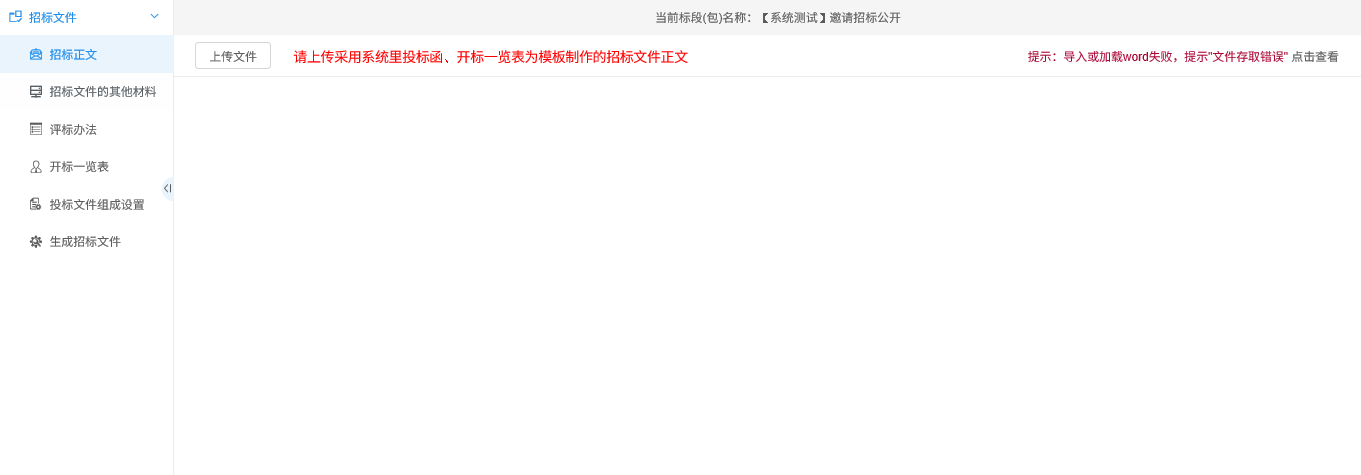 招标文件
招标正文
招标文件的其他材料
评标办法
开标一览表
投标文件组成设置
生成招标文件
当前标段(包)名称：【系统测试】邀请招标公开
上传文件
请上传采用系统里投标函、开标一览表为模板制作的招标文件正文
提示：导入或加载word失败，提示"文件存取错误" 点击查看